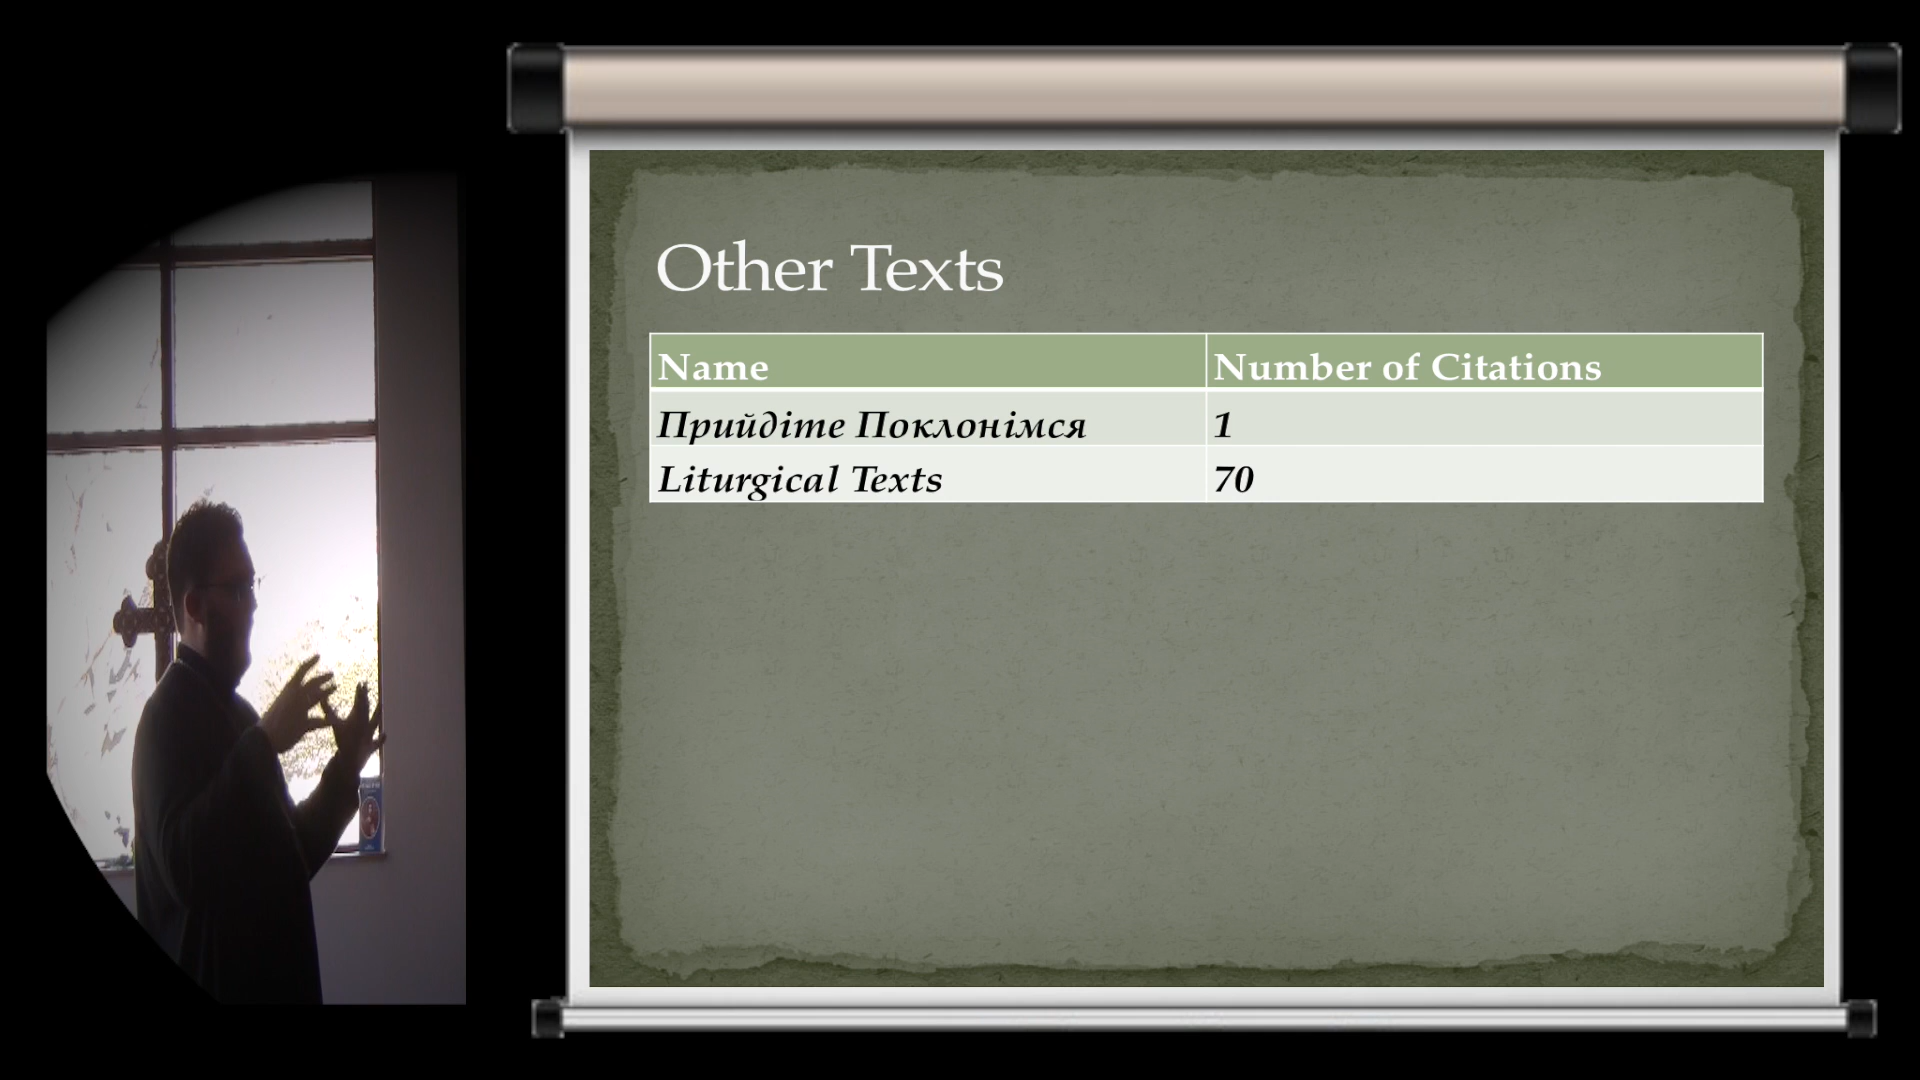 Other Texts
Name Number of Citations
Прийдіте Поклонімся 1
Liturgical Texts 70